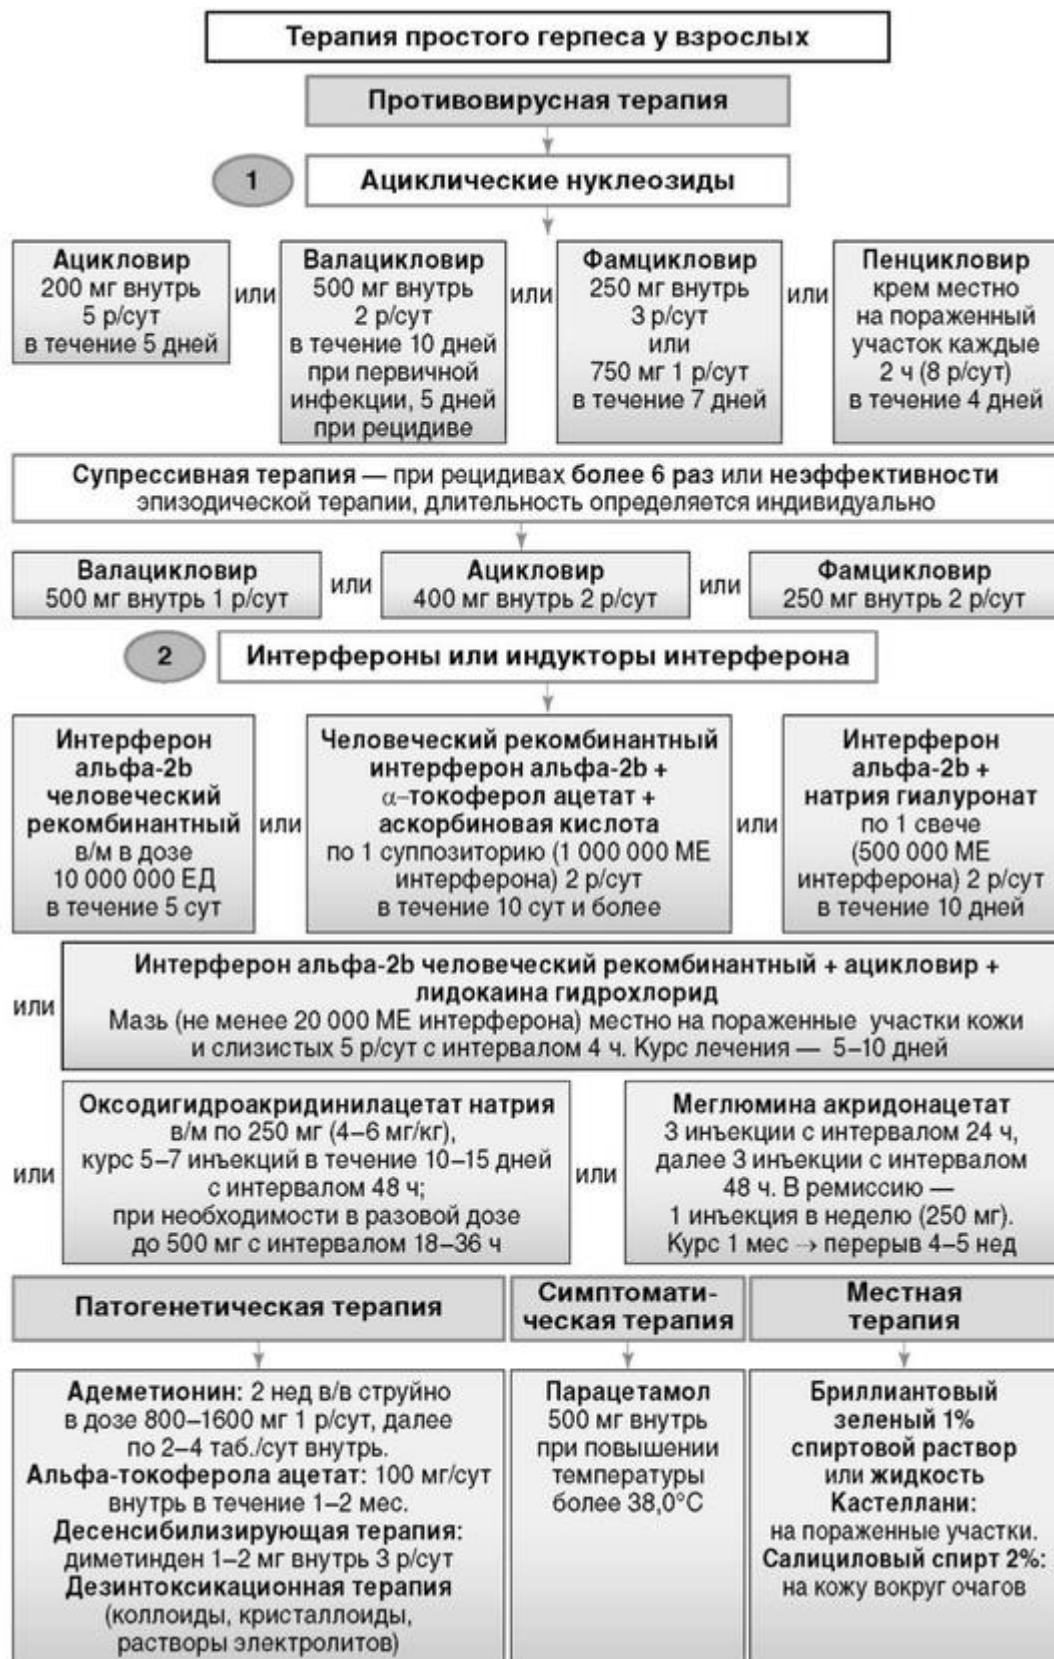 Терапия простого герпеса у взрослых
Противовирусная терапия
1
Ациклические нуклеозиды
Ацикловир
200 мг внутрь
5 р/сут
в течение 5 дней
или
Валацикловир
500 мг внутрь
2 р/сут
в течение 10 дней
при первичной
инфекции, 5 дней
при рецидиве
или
Фамцикловир
250 мг внутрь
3 р/сут
или
750 мг 1 р/сут
в течение 7 дней
или
Пенцикловир
крем местно
на пораженный
участок каждые
2 ч (8 р/сут)
в течение 4 дней
Супрессивная терапия — при рецидивах более 6 раз или неэффективности
эпизодической терапии, длительность определяется индивидуально
Валацикловир
500 мг внутрь 1 р/сут
или
Ацикловир
400 мг внутрь 2 р/сут
или
Фамцикловир
250 мг внутрь 2 р/сут
2
Интерфероны или индукторы интерферона
Интерферон
альфа-2b
человеческий
рекомбинантный
в/м в дозе
10 000 000 ЕД
в течение 5 сут
или
Человеческий рекомбинантный
интерферон альфа-2b +
α-токоферол ацетат +
аскорбиновая кислота
по 1 суппозиторию (1 000 000 МЕ
интерферона) 2 р/сут
в течение 10 сут и более
или
Интерферон
альфа-2b +
натрия гиалуронат
по 1 свече
(500 000 МЕ
интерферона) 2 р/сут
в течение 10 дней
или
Интерферон альфа-2b человеческий рекомбинантный + ацикловир +
лидокаина гидрохлорид
Мазь (не менее 20 000 МЕ интерферона) местно на пораженные участки кожи
и слизистых 5 р/сут с интервалом 4 ч. Курс лечения — 5–10 дней
или
Оксодигидроакридинилацетат натрия
в/м по 250 мг (4–6 мг/кг),
курс 5–7 инъекций в течение 10–15 дней
с интервалом 48 ч;
при необходимости в разовой дозе
до 500 мг с интервалом 18–36 ч
или
Меглюмина акридонацетат
3 инъекции с интервалом 24 ч,
далее 3 инъекции с интервалом
48 ч. В ремиссию —
1 инъекция в неделю (250 мг).
Курс 1 мес → перерыв 4–5 нед
Патогенетическая терапия
Адеметионин: 2 нед в/в струйно
в дозе 800–1600 мг 1 р/сут, далее
по 2–4 таб./сут внутрь.
Альфа-токоферола ацетат: 100 мг/сут
внутрь в течение 1–2 мес.
Десенсибилизирующая терапия:
диметинден 1–2 мг внутрь 3 р/сут
Дезинтоксикационная терапия
(коллоиды, кристаллоиды,
растворы электролитов)
Симптомати-
ческая терапия
Парацетамол
500 мг внутрь
при повышении
температуры
более 38,0°C
Местная
терапия
Бриллиантовый
зеленый 1%
спиртовой раствор
или жидкость
Кастеллани:
на пораженные участки.
Салициловый спирт 2%:
на кожу вокруг очагов